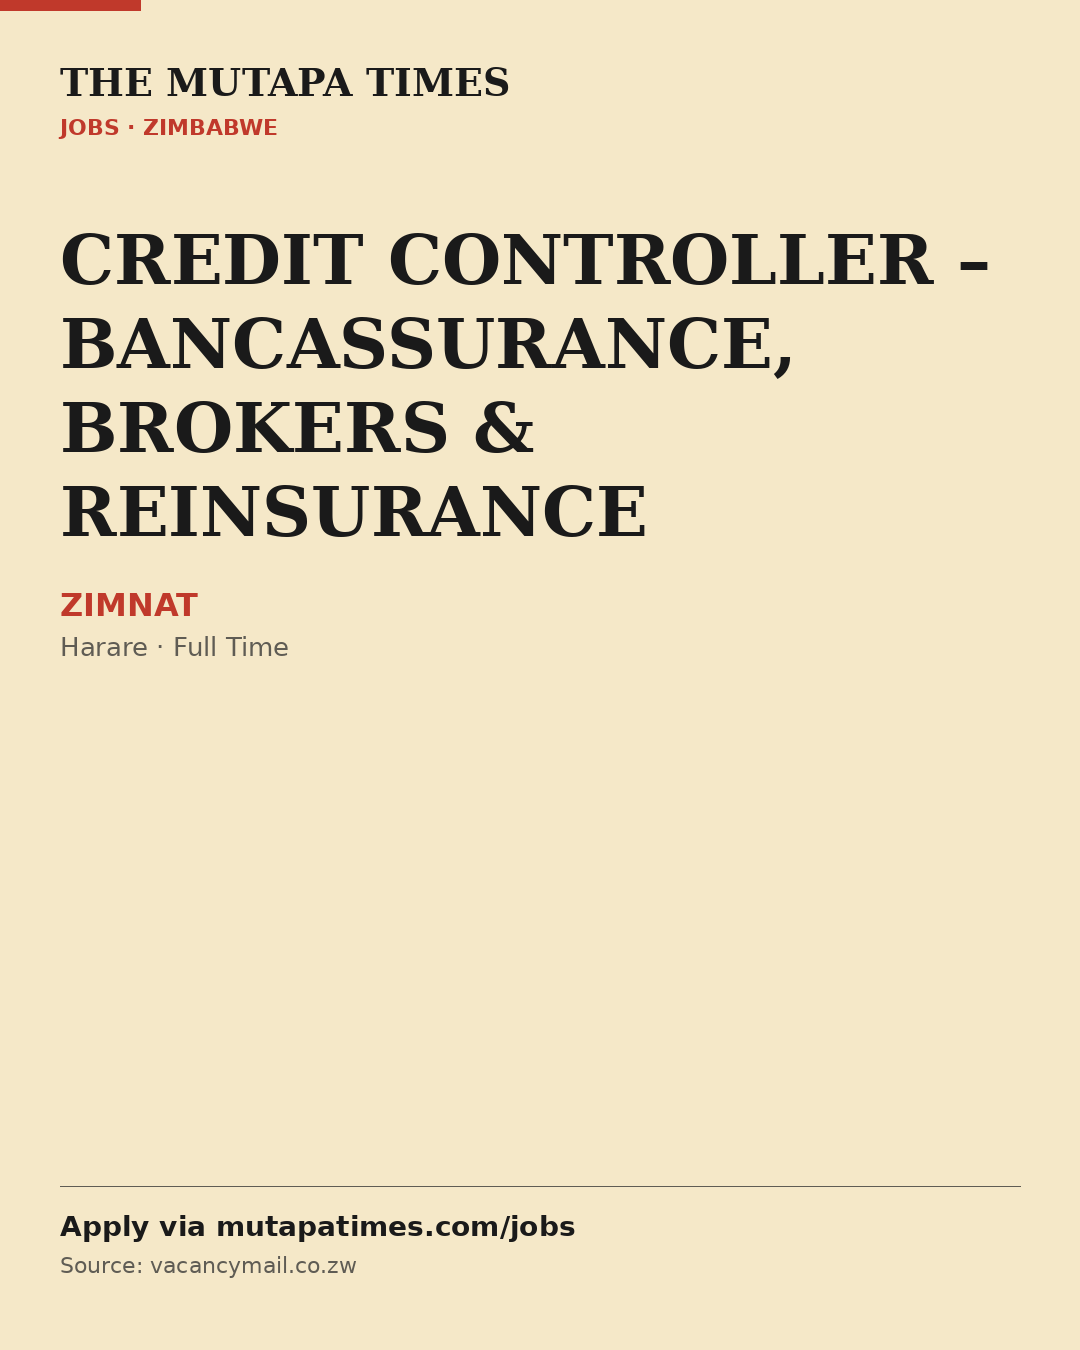 THE MUTAPA TIMES
JOBS · ZIMBABWE
CREDIT CONTROLLER –
BANCASSURANCE,
BROKERS &
REINSURANCE
ZIMNAT
Harare · Full Time
Apply via mutapatimes.com/jobs
Source: vacancymail.co.zw